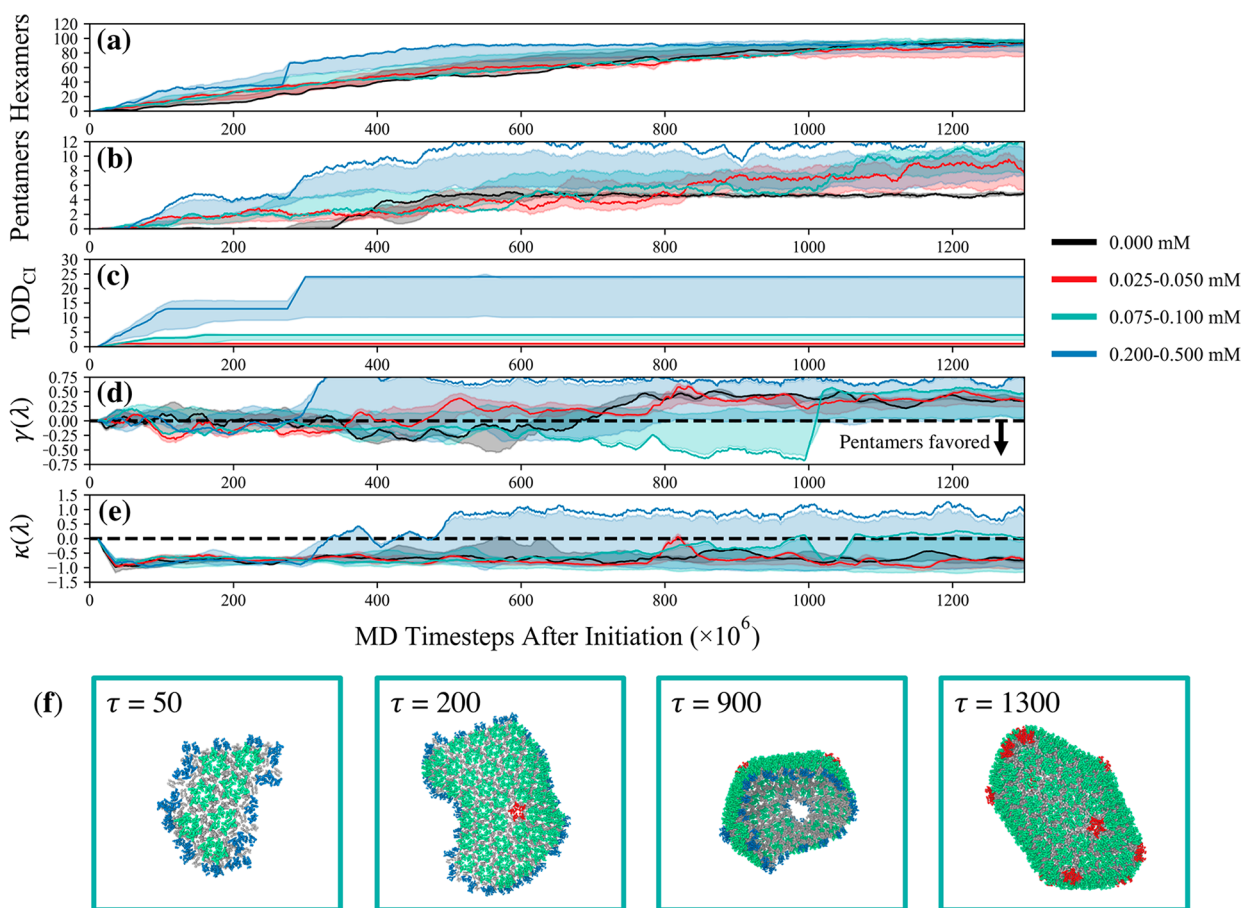 (a)
Hexamers
120
100
80
60
40
20
0
0 200 400 600 800 1000 1200
(b)
Pentamers
12
10
8
6
4
2
0
0 200 400 600 800 1000 1200
(c)
TOD_CI
30
25
20
15
10
5
0
0 200 400 600 800 1000 1200
(d)
γ(λ)
0.75
0.50
0.25
0.00
−0.25
−0.50
−0.75
Pentamers favored
0 200 400 600 800 1000 1200
(e)
κ(λ)
1.5
1.0
0.5
0.0
−0.5
−1.0
−1.5
0 200 400 600 800 1000 1200
MD Timesteps After Initiation (×10⁶)
0.000 mM
0.025-0.050 mM
0.075-0.100 mM
0.200-0.500 mM
(f)
τ = 50
τ = 200
τ = 900
τ = 1300